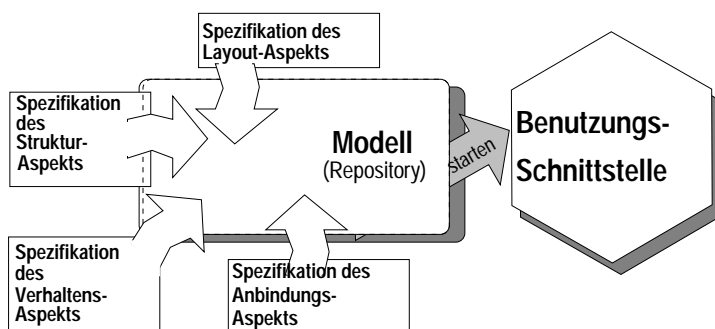 Spezifikation des
Layout-Aspekts
Spezifikation
des
Struktur-
Aspekts
Modell
(Repository)
starten
Benutzungs-
Schnittstelle
Spezifikation
des
Verhaltens-
Aspekts
Spezifikation des
Anbindungs-
Aspekts